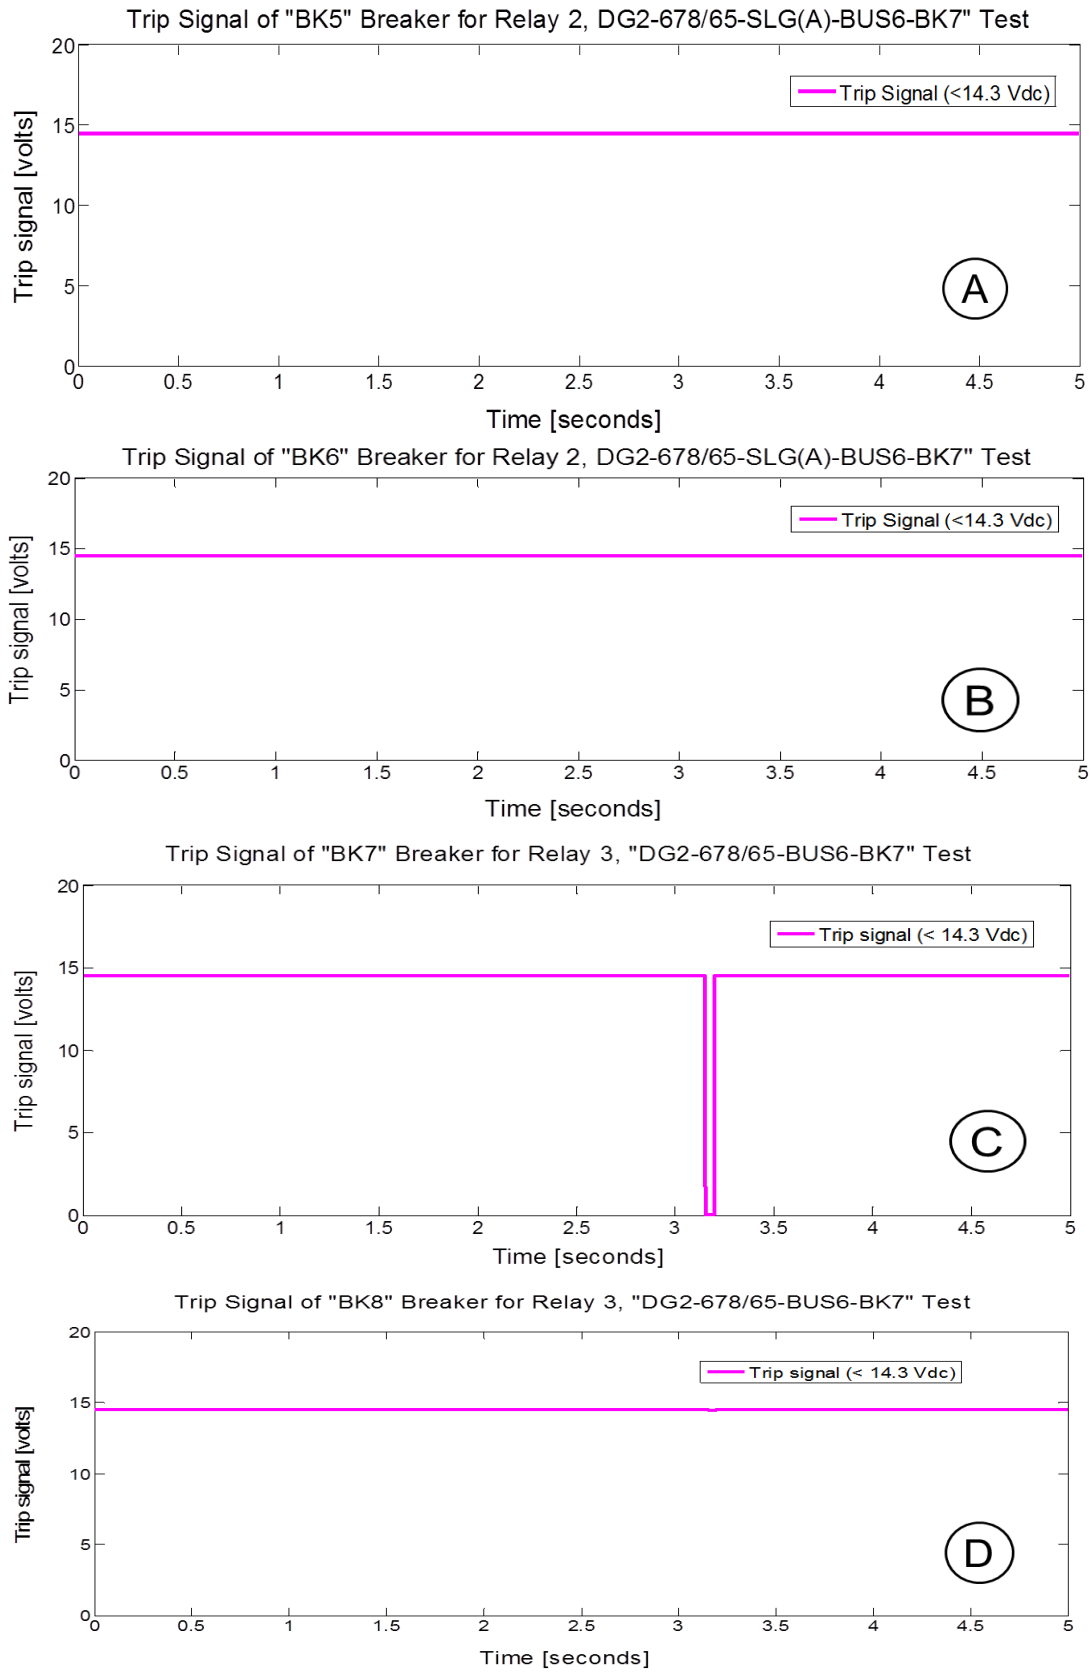 Trip Signal of "BK5" Breaker for Relay 2, DG2-678/65-SLG(A)-BUS6-BK7" Test
20
Trip Signal (<14.3 Vdc)
15
10
5
0
Trip signal [volts]
A
0 0.5 1 1.5 2 2.5 3 3.5 4 4.5 5
Time [seconds]
Trip Signal of "BK6" Breaker for Relay 2, DG2-678/65-SLG(A)-BUS6-BK7" Test
20
Trip Signal (<14.3 Vdc)
15
10
5
0
Trip signal [volts]
B
0 0.5 1 1.5 2 2.5 3 3.5 4 4.5 5
Time [seconds]
Trip Signal of "BK7" Breaker for Relay 3, "DG2-678/65-BUS6-BK7" Test
20
Trip signal (< 14.3 Vdc)
15
10
5
0
Trip signal [volts]
C
0 0.5 1 1.5 2 2.5 3 3.5 4 4.5 5
Time [seconds]
Trip Signal of "BK8" Breaker for Relay 3, "DG2-678/65-BUS6-BK7" Test
20
Trip signal (< 14.3 Vdc)
15
10
5
0
Trip signal [volts]
D
0 0.5 1 1.5 2 2.5 3 3.5 4 4.5 5
Time [seconds]